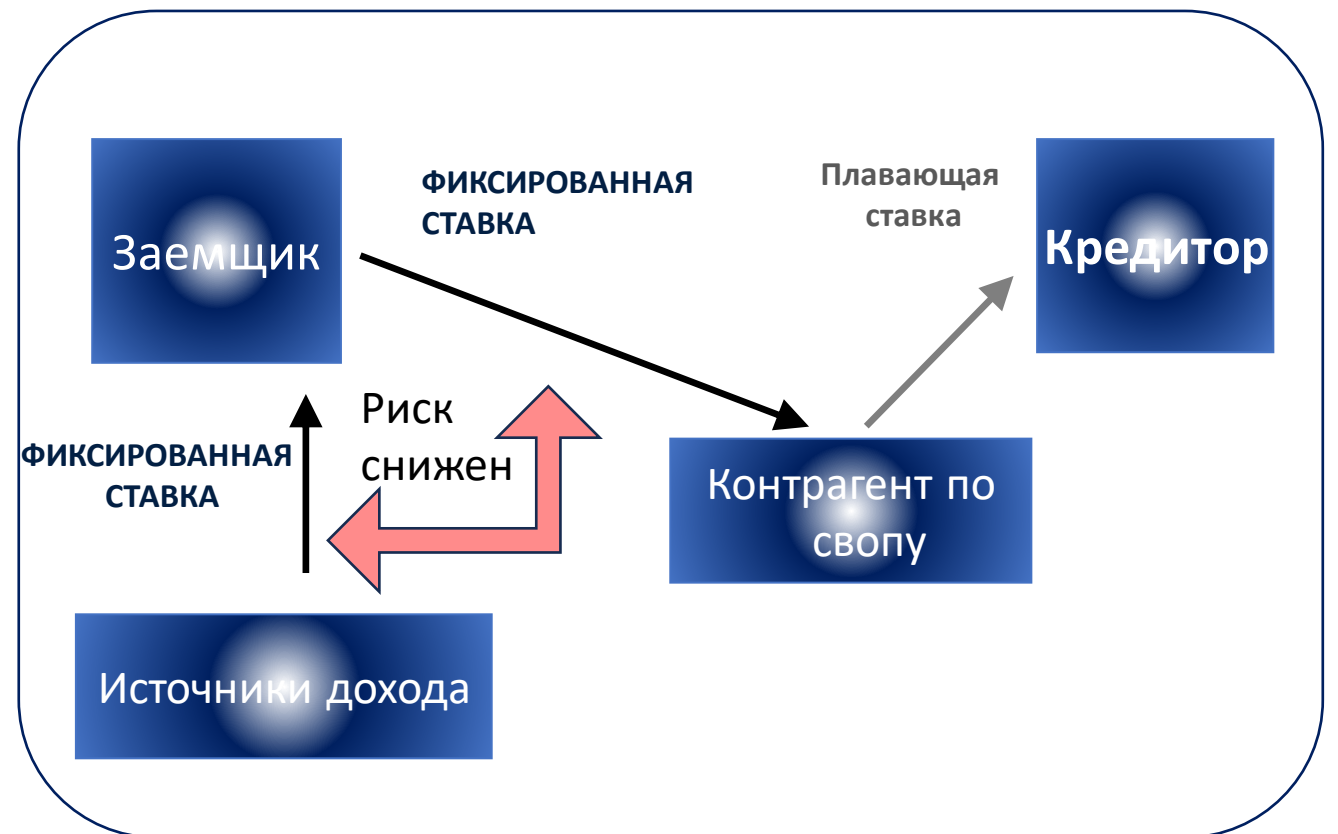 ФИКСИРОВАННАЯ
СТАВКА
Плавающая
ставка
Заемщик
Кредитор
Риск
снижен
ФИКСИРОВАННАЯ
СТАВКА
Контрагент по
свопу
Источники дохода